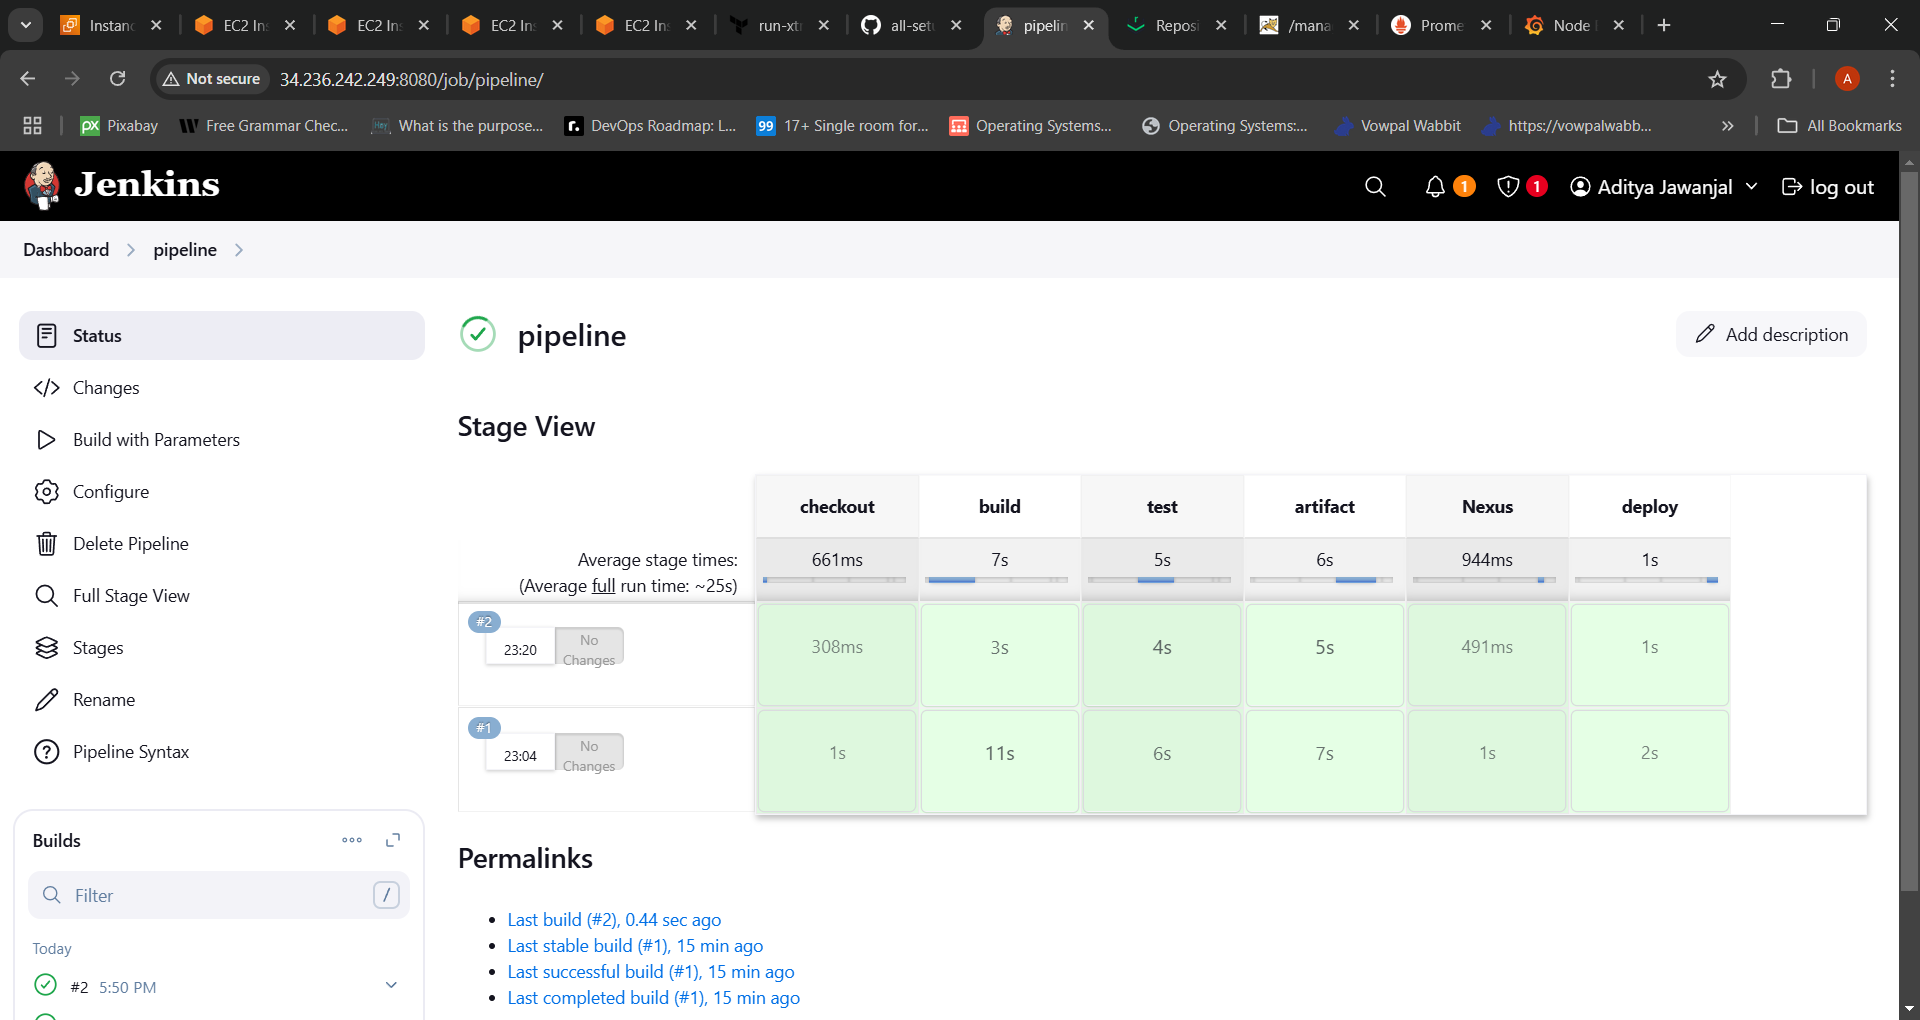 Instanc
EC2 Ins
EC2 Ins
EC2 Ins
EC2 Ins
run-xtr
all-setu
pipelin
Reposi
/mana
Prome
Node
Not secure
34.236.242.249:8080/job/pipeline/
A
px Pixabay
W Free Grammar Chec...
Hey What is the purpose...
r. DevOps Roadmap: L...
99 17+ Single room for...
Operating Systems...
Operating Systems:...
Vowpal Wabbit
https://vowpalwabb...
»
All Bookmarks
Jenkins
1
1
Aditya Jawanjal
log out
Dashboard
pipeline
Status
Changes
Build with Parameters
Configure
Delete Pipeline
Full Stage View
Stages
Rename
Pipeline Syntax
Builds
Filter
/
Today
#2 5:50 PM
pipeline
Add description
Stage View
checkout build test artifact Nexus deploy
Average stage times: 661ms 7s 5s 6s 944ms 1s
(Average full run time: ~25s)
#2
23:20
No
Changes
308ms 3s 4s 5s 491ms 1s
#1
23:04
No
Changes
1s 11s 6s 7s 1s 2s
Permalinks
Last build (#2), 0.44 sec ago
Last stable build (#1), 15 min ago
Last successful build (#1), 15 min ago
Last completed build (#1), 15 min ago